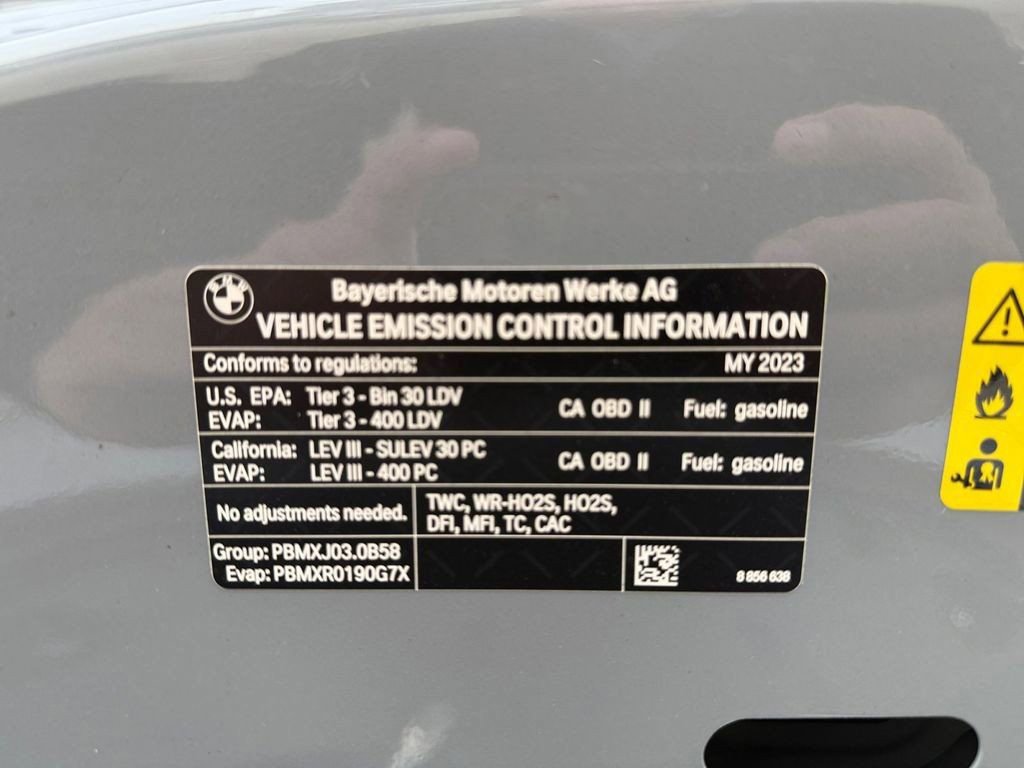 BMW
Bayerische Motoren Werke AG
VEHICLE EMISSION CONTROL INFORMATION
Conforms to regulations: MY 2023
U.S. EPA: Tier 3 - Bin 30 LDV
EVAP: Tier 3 - 400 LDV
CA OBD II Fuel: gasoline
California: LEV III - SULEV 30 PC
EVAP: LEV III - 400 PC
CA OBD II Fuel: gasoline
No adjustments needed.
TWC, WR-HO2S, HO2S,
DFI, MFI, TC, CAC
Group: PBMXJ03.0B58
Evap: PBMXR0190G7X
8 856 638